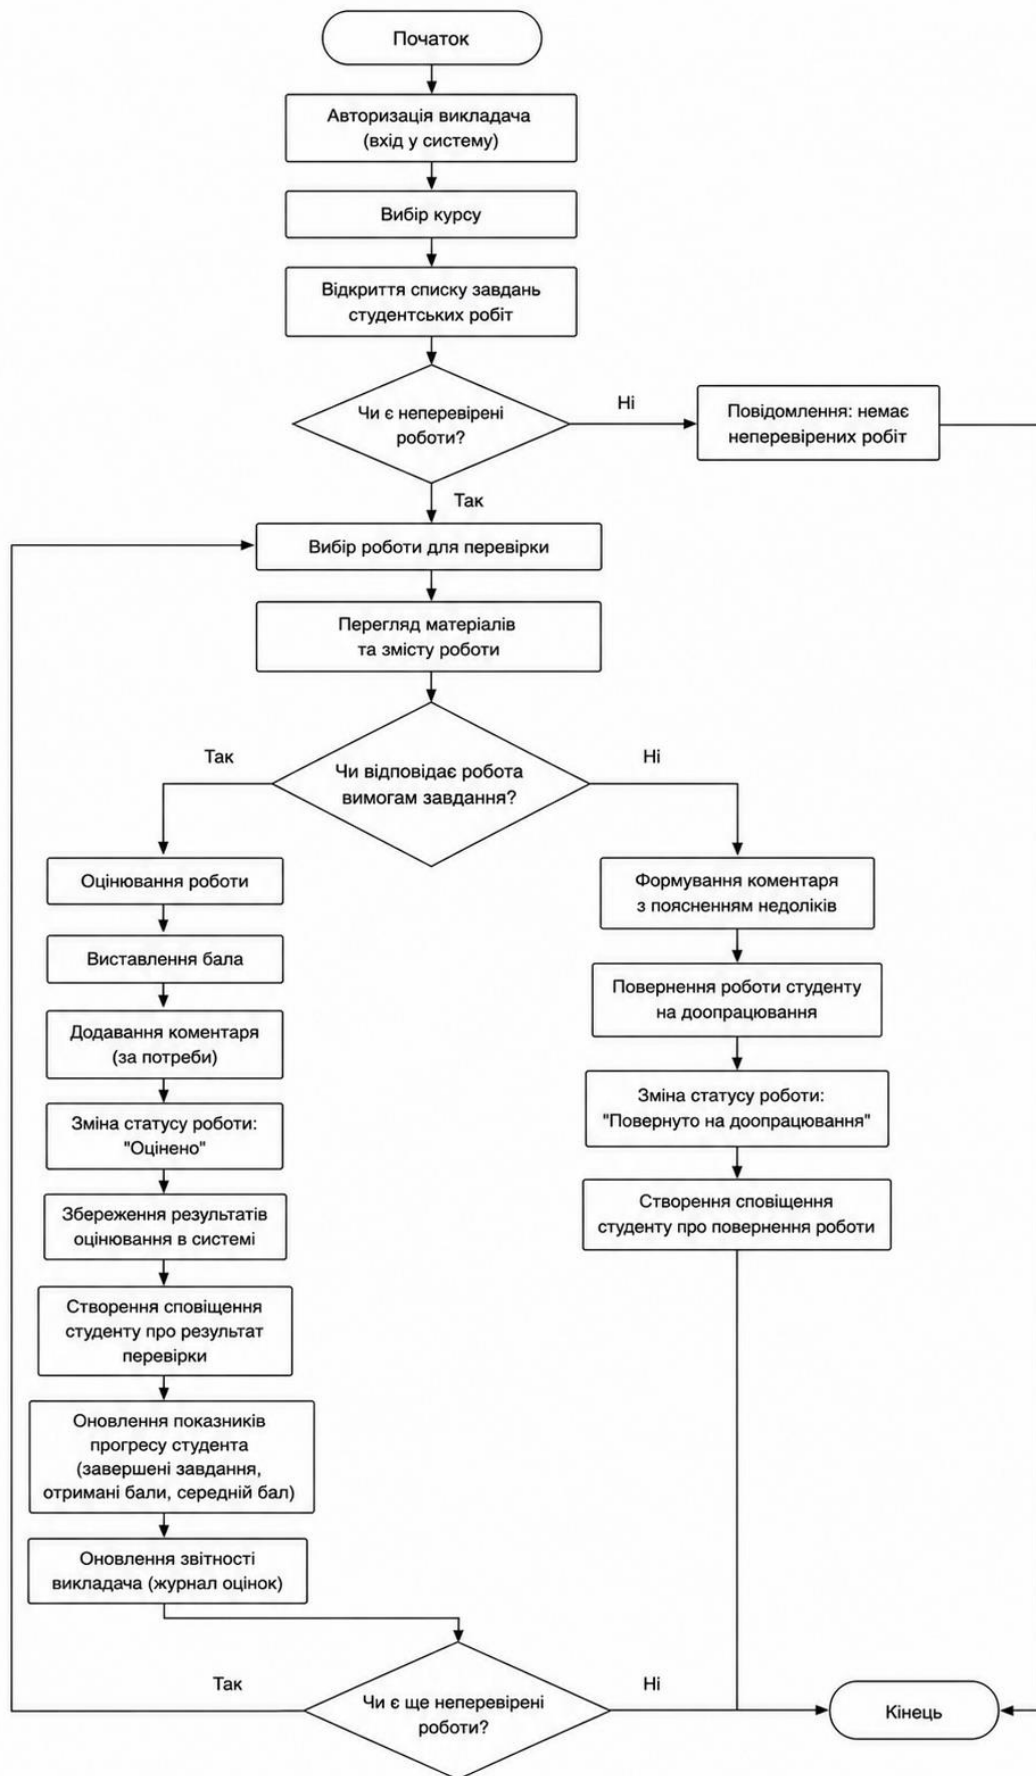 Початок
Авторизація викладача
(вхід у систему)
Вибір курсу
Відкриття списку завдань
студентських робіт
Чи є неперевірені
роботи?
Ні
Повідомлення: немає
неперевірених робіт
Так
Вибір роботи для перевірки
Перегляд матеріалів
та змісту роботи
Так
Чи відповідає робота
вимогам завдання?
Ні
Оцінювання роботи
Виставлення бала
Додавання коментаря
(за потреби)
Зміна статусу роботи:
"Оцінено"
Збереження результатів
оцінювання в системі
Створення сповіщення
студенту про результат
перевірки
Оновлення показників
прогресу студента
(завершені завдання,
отримані бали, середній бал)
Оновлення звітності
викладача (журнал оцінок)
Формування коментаря
з поясненням недоліків
Повернення роботи студенту
на доопрацювання
Зміна статусу роботи:
"Повернуто на доопрацювання"
Створення сповіщення
студенту про повернення роботи
Так
Чи є ще неперевірені
роботи?
Ні
Кінець